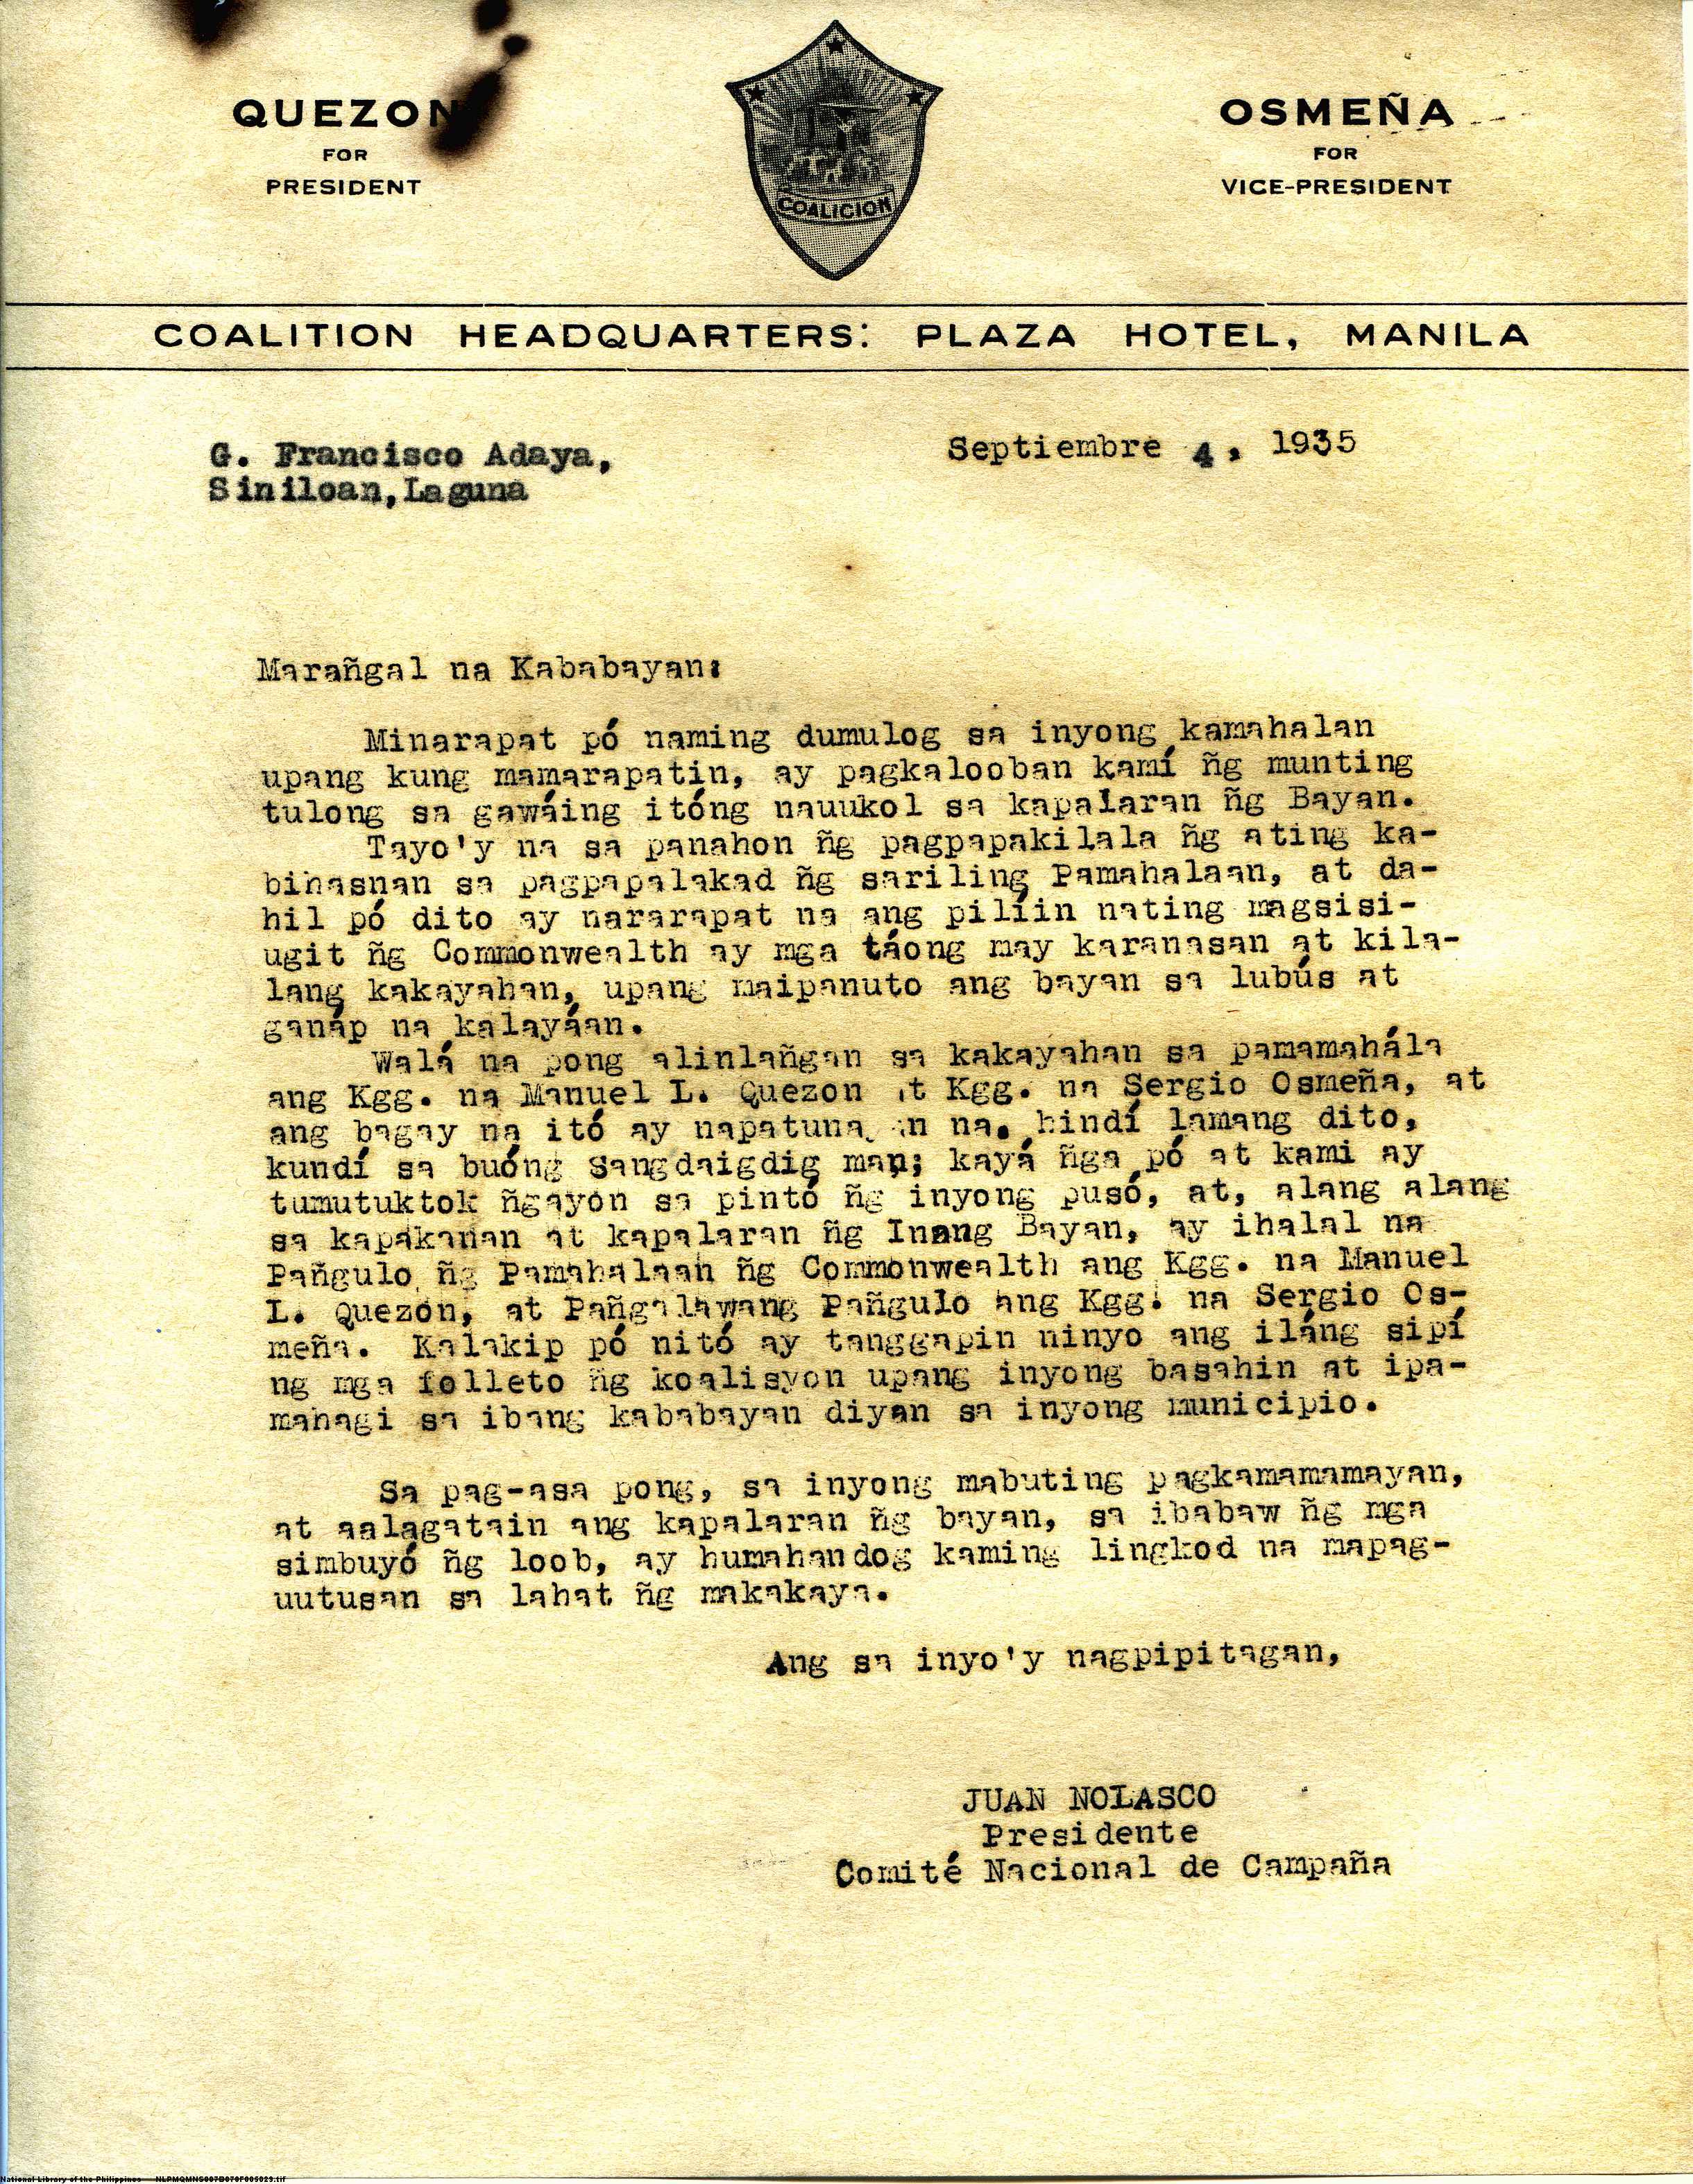 QUEZON
FOR
PRESIDENT
COALICION
OSMEÑA
FOR
VICE-PRESIDENT
COALITION HEADQUARTERS: PLAZA HOTEL, MANILA
G. Francisco Adaya,
Siniloan,Laguna
Septiembre 4, 1935
Marañgal na Kababayan:
Minarapat pó naming dumulog sa inyong kamahalan
upang kung mamarapatin, ay pagkalooban kamí ñg munting
tulong sa gawáing itóng nauukol sa kapalaran ñg Bayan.
Tayo'y na sa panahon ñg pagpapakilala ñg ating ka-
bihasnan sa pagpapalakad ñg sariling Pamahalaan, at da-
hil pó dito ay nararapat na ang piliin nating magsisi-
ugit ñg Commonwealth ay mga táong may karanasan at kila-
lang kakayahan, upang maipanuto ang bayan sa lubús at
ganáp na kalayáan.
Walá na pong alinlañgan sa kakayahan sa pamamahála
ang Kgg. na Manuel L. Quezon at Kgg. na Sergio Osmeña, at
ang bagay na itó ay na. hindí lamang dito,
kundí sa buóng Sangdaigdig man; kayá ñga pó at kami ay
tumutuktok ñgayón sa pintó ñg inyong pusó, at, alang alang
sa kapakanan at kapalaran ñg Inang Bayan, ay ihalal na
Pañgulo ñg Pamahalaan ñg Commonwealth ang Kgg. na Manuel
L. Quezon, at Pañgalawang Pañgulo ang Kgg. na Sergio Os-
meña. Kalakip pó nitó ay tanggapin ninyo ang iláng sipí
ng mga folleto ñg koalisyon upang inyong basahin at ipa-
mahagi sa ibang kababayan diyan sa inyong municipio.
Sa pag-asa pong, sa inyong mabuting pagkamamamayan,
at aalagatain ang kapalaran ñg bayan, sa ibabaw ñg mga
simbuyó ñg loob, ay humahandog kaming lingkod na mapag-
uutusan sa lahat ñg makakaya.
Ang sa inyo'y nagpipitagan,
JUAN NOLASCO
Presidente
Comité Nacional de Campaña
National Library of the Philippines